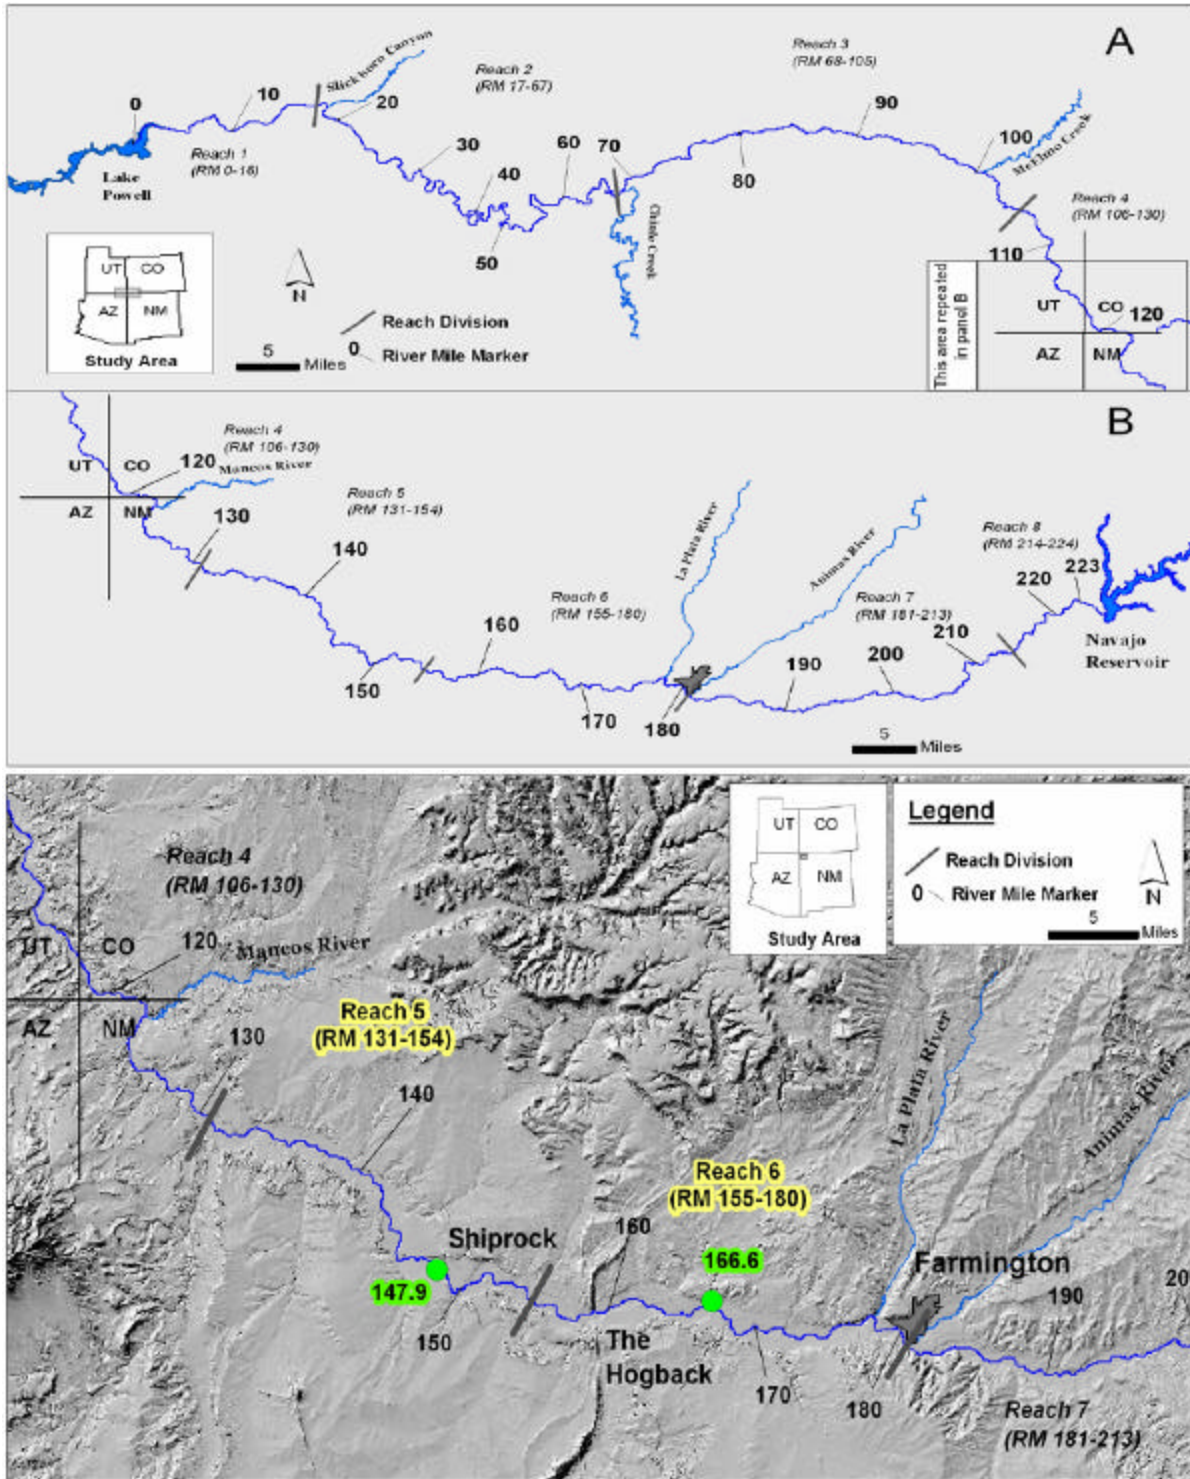 A
Reach 3
(RM 68-105)
Slickhorn Canyon
Reach 2
(RM 17-67)
0
10
20
90
100
McElmo Creek
Reach 1
(RM 0-16)
Lake
Powell
30
40
60
70
80
50
Chinle Creek
Reach 4
(RM 106-130)
110
UT
CO
AZ
NM
Study Area
N
Reach Division
0
River Mile Marker
5
Miles
This area repeated
in panel B
UT
CO
120
AZ
NM
B
Reach 4
(RM 106-130)
UT
CO
120
Mancos River
AZ
NM
130
Reach 5
(RM 131-154)
140
La Plata River
Animas River
Reach 8
(RM 214-224)
220
223
Reach 6
(RM 155-180)
Reach 7
(RM 181-213)
160
210
Navajo
Reservoir
150
190
200
170
180
5
Miles
UT
CO
AZ
NM
Study Area
Legend
Reach Division
0
River Mile Marker
N
5
Miles
Reach 4
(RM 106-130)
UT
CO
120
Mancos River
AZ
NM
130
Reach 5
(RM 131-154)
140
La Plata River
Animas River
Reach 6
(RM 155-180)
Shiprock
160
166.6
Farmington
147.9
190
20
150
The
Hogback
170
180
Reach 7
(RM 181-213)